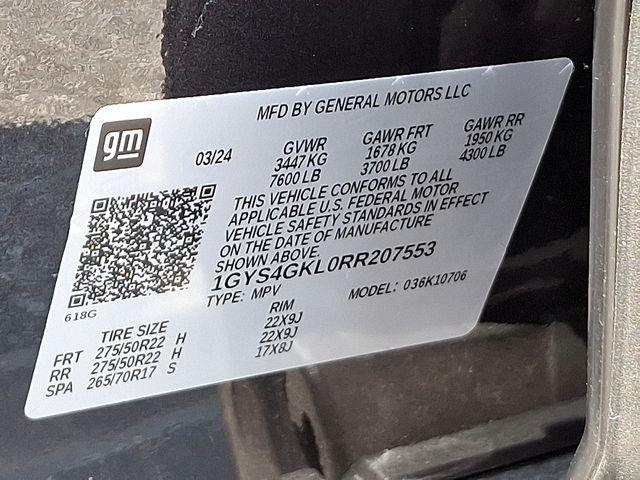 MFD BY GENERAL MOTORS LLC
gm
03/24
GVWR GAWR FRT GAWR RR
3447 KG 1678 KG 1950 KG
7600 LB 3700 LB 4300 LB
THIS VEHICLE CONFORMS TO ALL
APPLICABLE U.S. FEDERAL MOTOR
VEHICLE SAFETY STANDARDS IN EFFECT
ON THE DATE OF MANUFACTURE
SHOWN ABOVE.
1GYS4GKL0RR207553
TYPE: MPV MODEL: 036K10706
618G
TIRE SIZE RIM
FRT 275/50R22 H 22X9J
RR 275/50R22 H 22X9J
SPA 265/70R17 S 17X8J